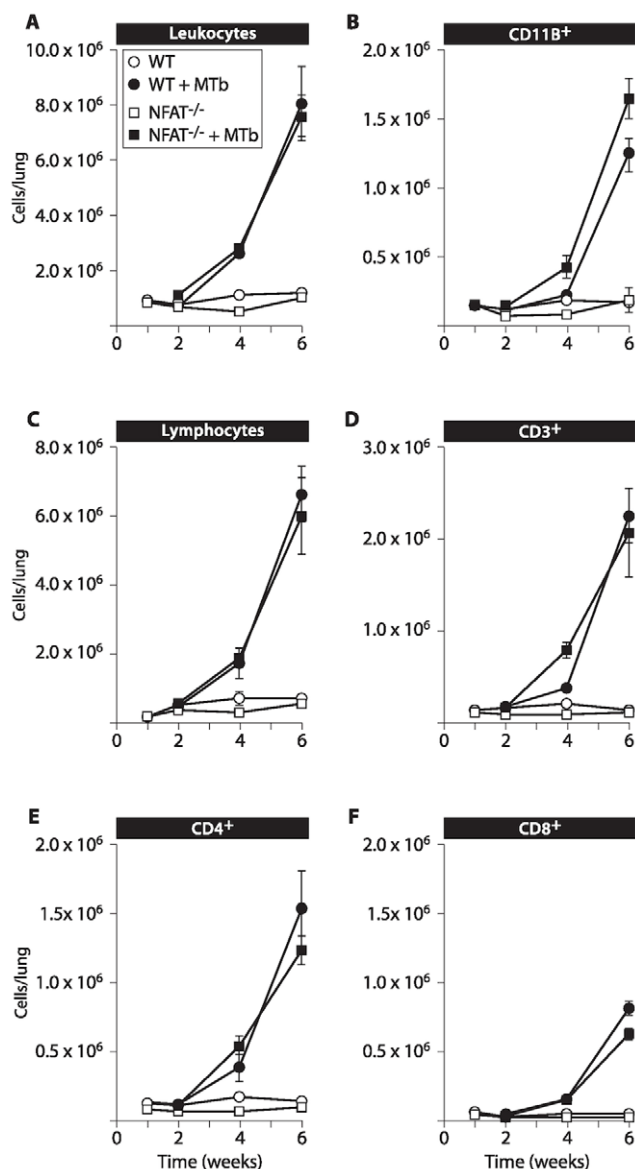 A Leukocytes
10.0 x 10⁶
8.0 x 10⁶
6.0 x 10⁶
4.0 x 10⁶
2.0 x 10⁶
Cells/lung
WT
WT + MTb
NFAT⁻/⁻
NFAT⁻/⁻ + MTb
0 2 4 6
B CD11B⁺
2.0 x 10⁶
1.5 x 10⁶
1.0 x 10⁶
0.5 x 10⁶
0 2 4 6
C Lymphocytes
8.0 x 10⁶
6.0 x 10⁶
4.0 x 10⁶
2.0 x 10⁶
Cells/lung
0 2 4 6
D CD3⁺
3.0 x 10⁶
2.0 x 10⁶
1.0 x 10⁶
0 2 4 6
E CD4⁺
2.0 x 10⁶
1.5 x 10⁶
1.0 x 10⁶
0.5 x 10⁶
Cells/lung
0 2 4 6
Time (weeks)
F CD8⁺
2.0 x 10⁶
1.5 x 10⁶
1.0 x 10⁶
0.5 x 10⁶
0 2 4 6
Time (weeks)